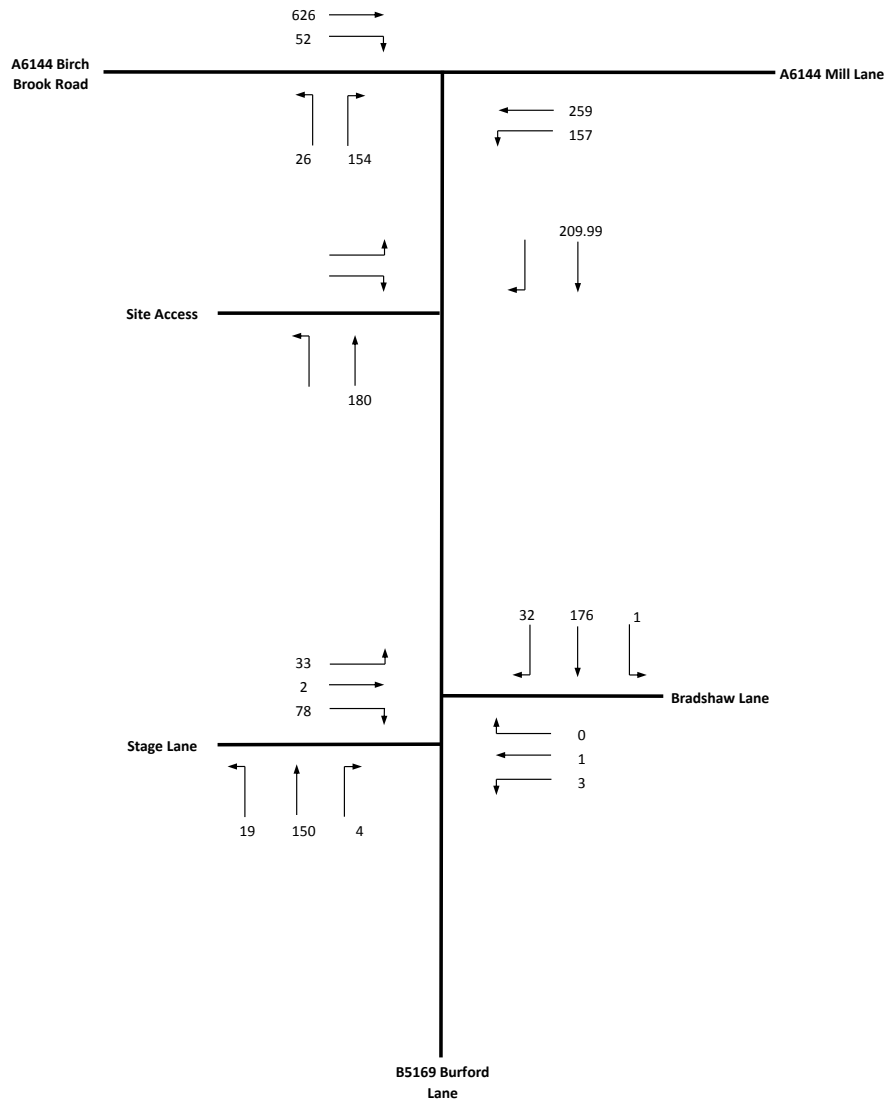 626
52
A6144 Birch
Brook Road
A6144 Mill Lane
259
157
26 154
209.99
Site Access
180
32 176 1
33
2
78
Bradshaw Lane
Stage Lane
0
1
3
19 150 4
B5169 Burford
Lane